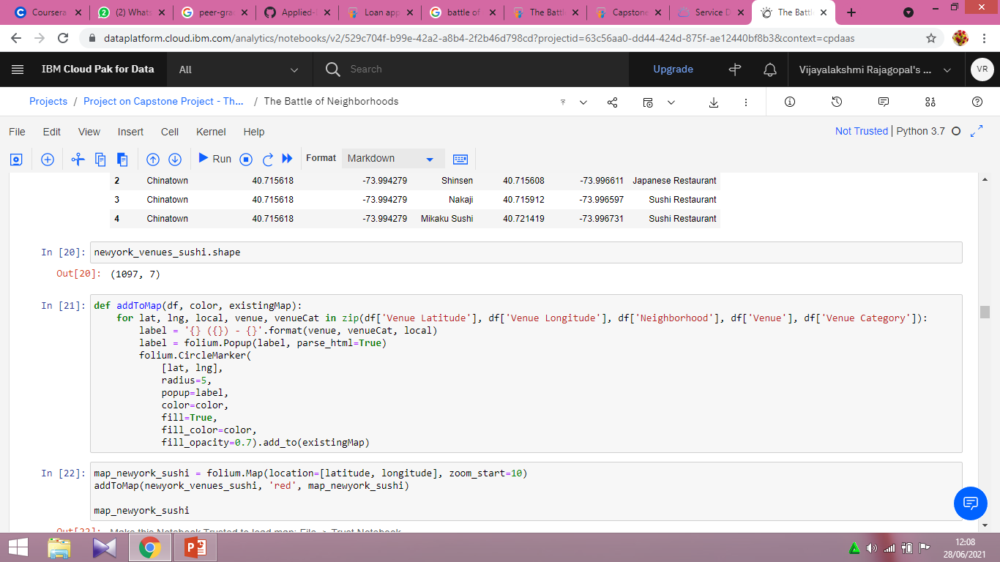 Coursera
(2) Whats
peer-gra
Applied-
Loan app
battle of
The Battl
Capstone
Service D
The Battl
dataplatform.cloud.ibm.com/analytics/notebooks/v2/529c704f-b99e-42a2-a8b4-2f2b46d798cd?projectid=63c56aa0-dd44-424d-875f-ae12440bf8b3&context=cpdaas
IBM Cloud Pak for Data
All
Search
Upgrade
Vijayalakshmi Rajagopal's ...
VR
Projects / Project on Capstone Project - Th... / The Battle of Neighborhoods
File Edit View Insert Cell Kernel Help
Not Trusted | Python 3.7
Run
Format
Markdown
2 Chinatown 40.715618 -73.994279 Shinsen 40.715608 -73.996611 Japanese Restaurant
3 Chinatown 40.715618 -73.994279 Nakaji 40.715912 -73.996597 Sushi Restaurant
4 Chinatown 40.715618 -73.994279 Mikaku Sushi 40.721419 -73.996731 Sushi Restaurant
In [20]: newyork_venues_sushi.shape
Out[20]: (1097, 7)
In [21]: def addToMap(df, color, existingMap):
for lat, lng, local, venue, venueCat in zip(df['Venue Latitude'], df['Venue Longitude'], df['Neighborhood'], df['Venue'], df['Venue Category']):
label = '{} ({}) - {}'.format(venue, venueCat, local)
label = folium.Popup(label, parse_html=True)
folium.CircleMarker(
[lat, lng],
radius=5,
popup=label,
color=color,
fill=True,
fill_color=color,
fill_opacity=0.7).add_to(existingMap)
In [22]: map_newyork_sushi = folium.Map(location=[latitude, longitude], zoom_start=10)
addToMap(newyork_venues_sushi, 'red', map_newyork_sushi)
map_newyork_sushi
Out[22]: Make this Notebook Trusted to load map: File -> Trust Notebook
12:08
28/06/2021